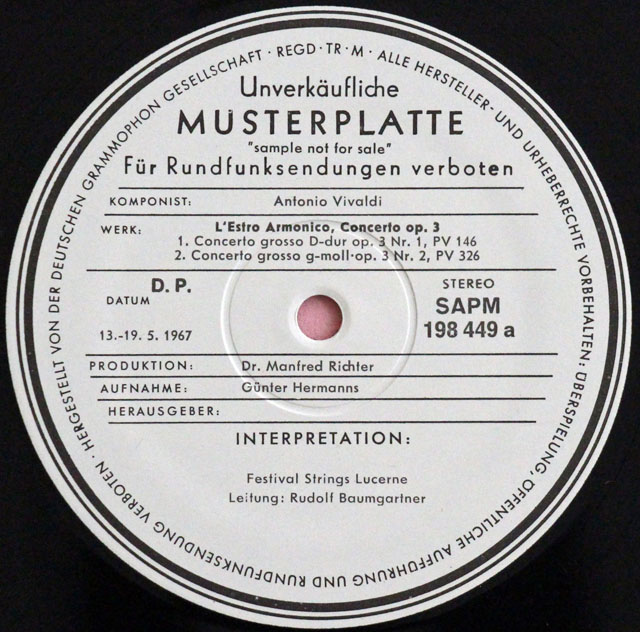 HERGESTELLT VON DER DEUTSCHEN GRAMMOPHON GESELLSCHAFT · REGD · TR · M · ALLE HERSTELLER- UND URHEBERRECHTE VORBEHALTEN; ÜBERSPIELUNG, ÖFFENTLICHE AUFFÜHRUNG UND RUNDFUNKSENDUNG VERBOTEN ·
Unverkäufliche
MUSTERPLATTE
"sample not for sale"
Für Rundfunksendungen verboten
KOMPONIST: Antonio Vivaldi
WERK: L'Estro Armonico, Concerto op. 3
1. Concerto grosso D-dur op. 3 Nr. 1, PV 146
2. Concerto grosso g-moll·op. 3 Nr. 2, PV 326
D. P.
DATUM
13.-19. 5. 1967
STEREO
SAPM
198 449 a
PRODUKTION: Dr. Manfred Richter
AUFNAHME: Günter Hermanns
HERAUSGEBER:
INTERPRETATION:
Festival Strings Lucerne
Leitung: Rudolf Baumgartner